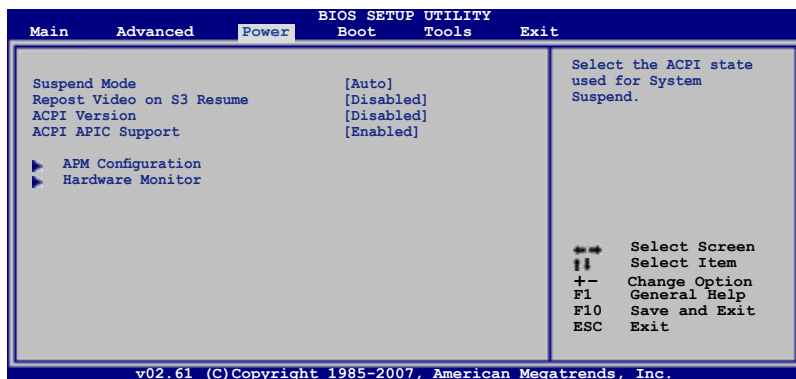 BIOS SETUP UTILITY
Main Advanced Power Boot Tools Exit
Suspend Mode [Auto]
Repost Video on S3 Resume [Disabled]
ACPI Version [Disabled]
ACPI APIC Support [Enabled]
APM Configuration
Hardware Monitor
Select the ACPI state
used for System
Suspend.
Select Screen
Select Item
+- Change Option
F1 General Help
F10 Save and Exit
ESC Exit
v02.61 (C)Copyright 1985-2007, American Megatrends, Inc.